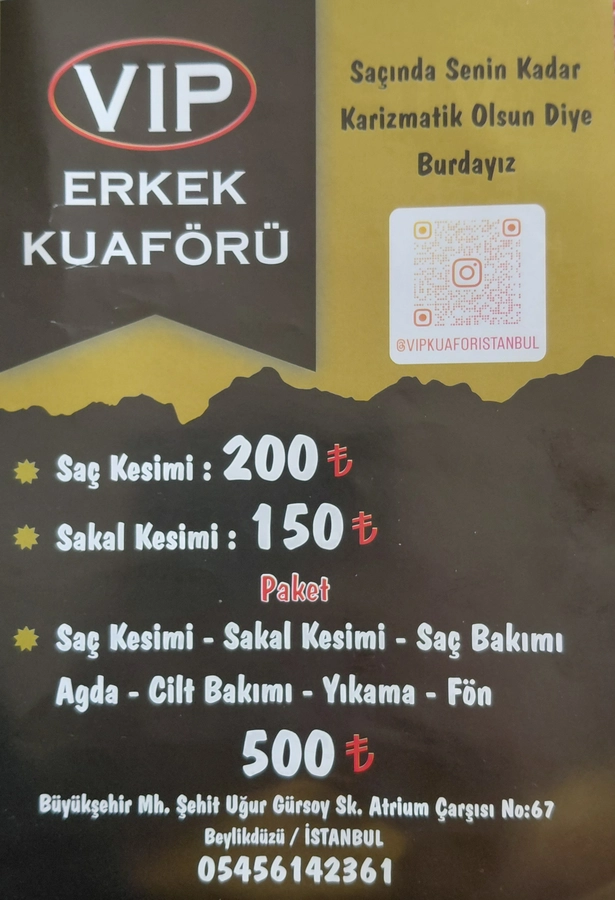 VIP
ERKEK
KUAFÖRÜ
Saçında Senin Kadar
Karizmatik Olsun Diye
Burdayız
@VIPKUAFORISTANBUL
Saç Kesimi : 200 ₺
Sakal Kesimi : 150 ₺
Paket
Saç Kesimi - Sakal Kesimi - Saç Bakımı
Agda - Cilt Bakımı - Yıkama - Fön
500 ₺
Büyükşehir Mh. Şehit Uğur Gürsoy Sk. Atrium Çarşısı No:67
Beylikdüzü / İSTANBUL
05456142361